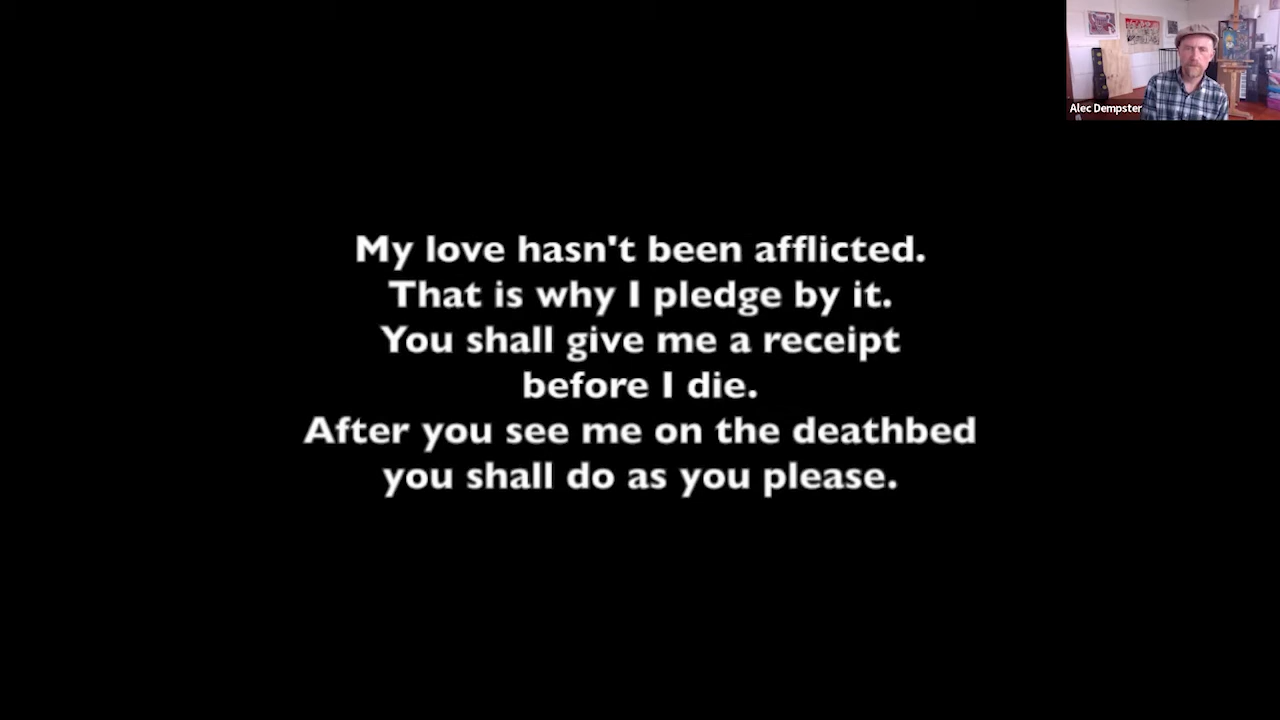 Alec Dempster
My love hasn't been afflicted.
That is why I pledge by it.
You shall give me a receipt
before I die.
After you see me on the deathbed
you shall do as you please.